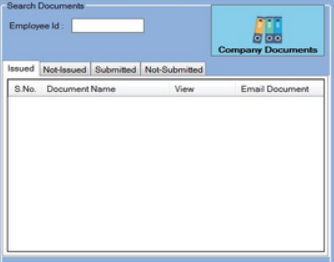 Search Documents
Employee Id :
Company Documents
Issued Not-Issued Submitted Not-Submitted
S.No. Document Name View Email Document